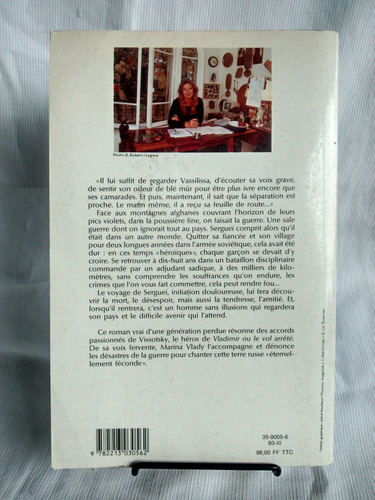 Photo: E. Robert / sygma
«Il lui suffit de regarder Vassilissa, d'écouter sa voix grave,
de sentir son odeur de blé mûr pour être plus ivre encore que
ses camarades. Et puis, maintenant, il sait que la séparation est
proche. Le matin même, il a reçu sa feuille de route...»
Face aux montagnes afghanes couvrant l'horizon de leurs
pics violets, dans la poussière fine, on faisait la guerre. Une sale
guerre dont on ignorait tout au pays. Sergueï comprit alors qu'il
était dans un autre monde. Quitter sa fiancée et son village
pour deux longues années dans l'armée soviétique, cela avait été
dur : en ces temps «héroïques», chaque garçon se devait d'y
croire. Se retrouver à dix-huit ans dans un bataillon disciplinaire
commandé par un adjudant sadique, à des milliers de kilo-
mètres, sans comprendre les souffrances qu'on endure, les
crimes que l'on vous fait commettre, cela peut rendre fou...
Le voyage de Sergueï, initiation douloureuse, lui fera décou-
vrir la mort, le désespoir, mais aussi la tendresse, l'amitié. Et,
lorsqu'il rentrera, c'est un homme sans illusions qui regardera
son pays et le difficile avenir qui l'attend.
Ce roman vrai d'une génération perdue résonne des accords
passionnés de Vissotsky, le héros de Vladimir ou le vol arrêté.
De sa voix fervente, Marina Vlady l'accompagne et dénonce
les désastres de la guerre pour chanter cette terre russe «éternel-
lement féconde».
35-9005-6
93-III
98,00 FF TTC
9 782213 030562